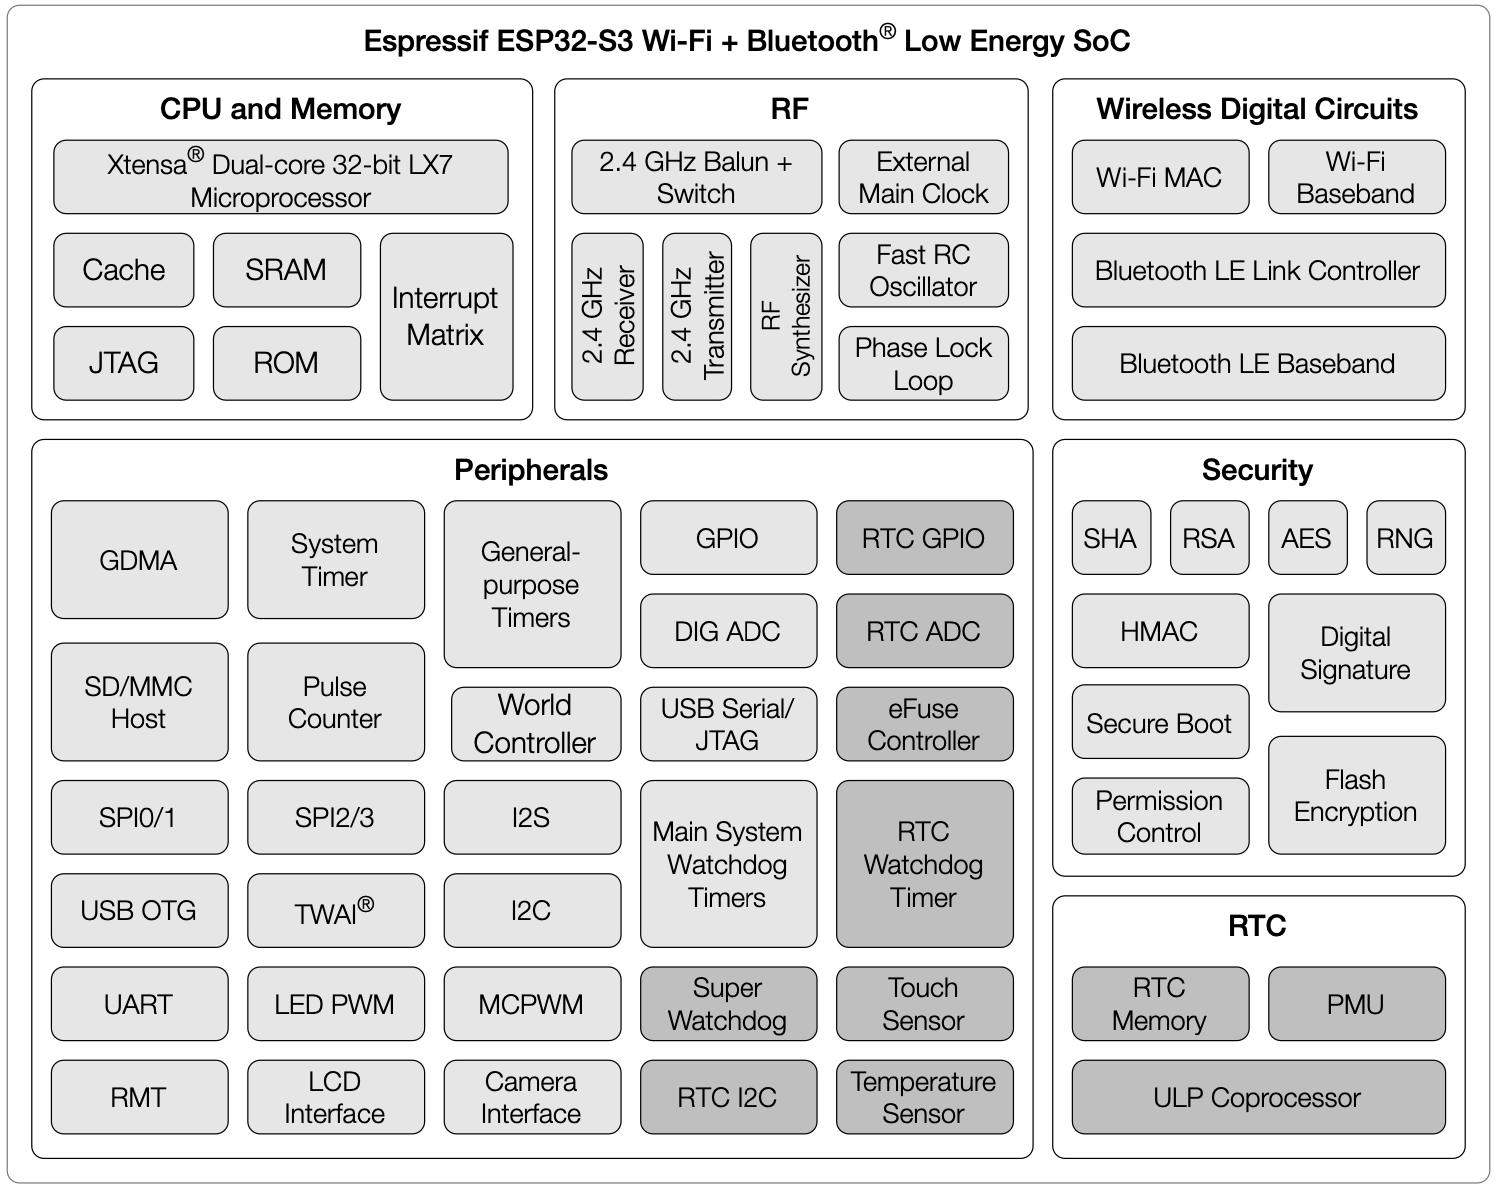 Espressif ESP32-S3 Wi-Fi + Bluetooth® Low Energy SoC
CPU and Memory
Xtensa® Dual-core 32-bit LX7
Microprocessor
Cache
SRAM
Interrupt
Matrix
JTAG
ROM
RF
2.4 GHz Balun +
Switch
External
Main Clock
2.4 GHz
Receiver
2.4 GHz
Transmitter
RF
Synthesizer
Fast RC
Oscillator
Phase Lock
Loop
Wireless Digital Circuits
Wi-Fi MAC
Wi-Fi
Baseband
Bluetooth LE Link Controller
Bluetooth LE Baseband
Peripherals
GDMA
System
Timer
General-
purpose
Timers
GPIO
RTC GPIO
DIG ADC
RTC ADC
SD/MMC
Host
Pulse
Counter
World
Controller
USB Serial/
JTAG
eFuse
Controller
SPI0/1
SPI2/3
I2S
Main System
Watchdog
Timers
RTC
Watchdog
Timer
USB OTG
TWAI®
I2C
UART
LED PWM
MCPWM
Super
Watchdog
Touch
Sensor
RMT
LCD
Interface
Camera
Interface
RTC I2C
Temperature
Sensor
Security
SHA
RSA
AES
RNG
HMAC
Digital
Signature
Secure Boot
Flash
Encryption
Permission
Control
RTC
RTC
Memory
PMU
ULP Coprocessor